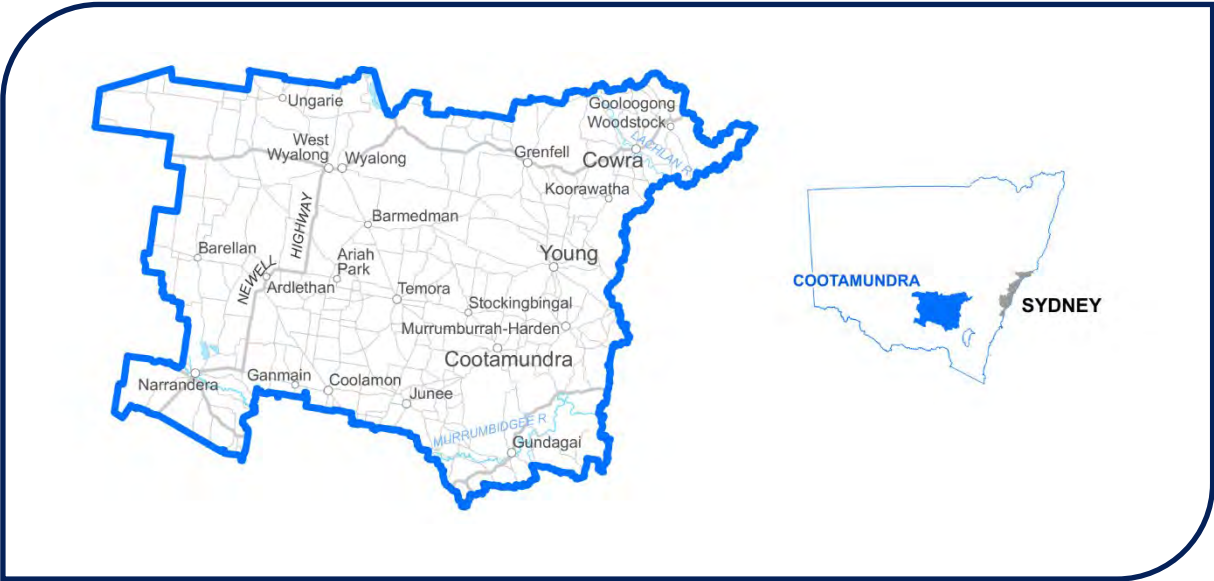 Ungarie
Gooloogong
Woodstock
LACHLAN R
West
Wyalong
Wyalong
Grenfell
Cowra
Koorawatha
Barmedman
HIGHWAY
NEWELL
Barellan
Ariah
Park
Young
Ardlethan
Temora
Stockingbingal
Murrumburrah-Harden
Cootamundra
Narrandera
Ganmain
Coolamon
Junee
MURRUMBIDGEE R
Gundagai
COOTAMUNDRA
SYDNEY